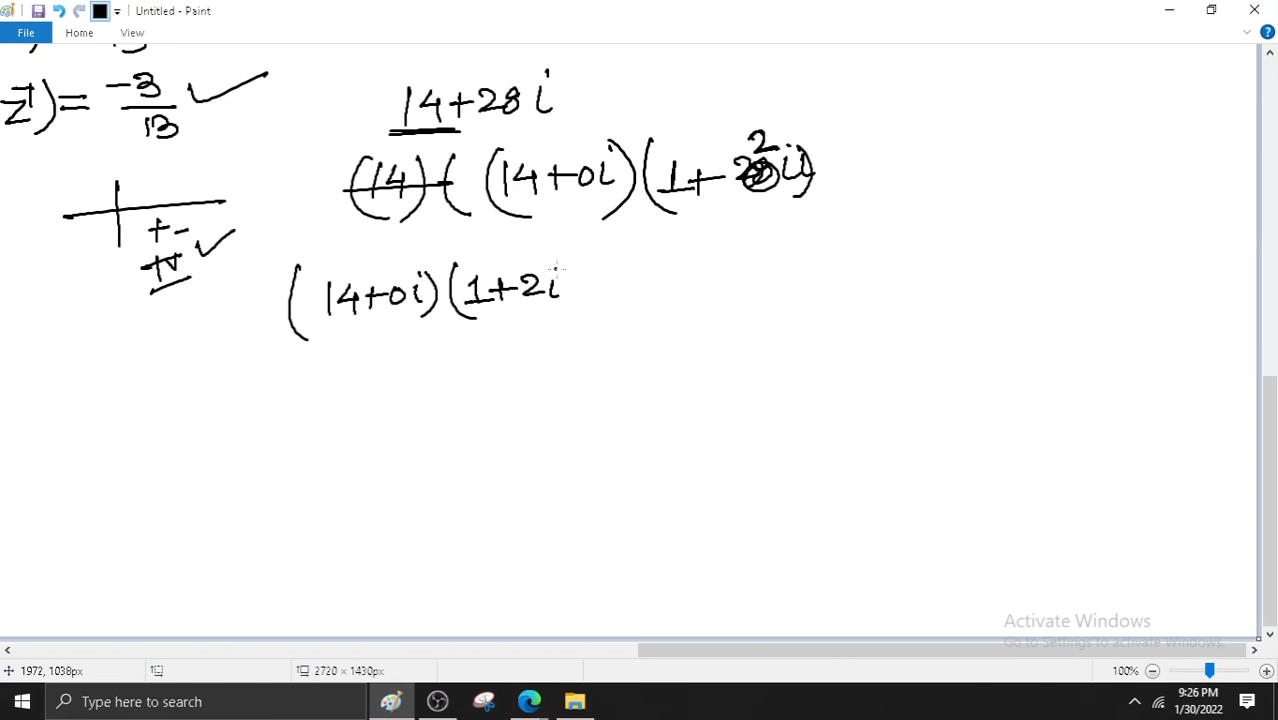 Untitled - Paint
File Home View
z⁻¹) = -3/13
14+28i
(14)( (14+0i)(1+2i)
+ -
IV
(14+0i)(1+2i
Activate Windows
Go to Settings to activate Windows.
1972, 1038px
2720 × 1430px
100%
Type here to search
9:26 PM
1/30/2022